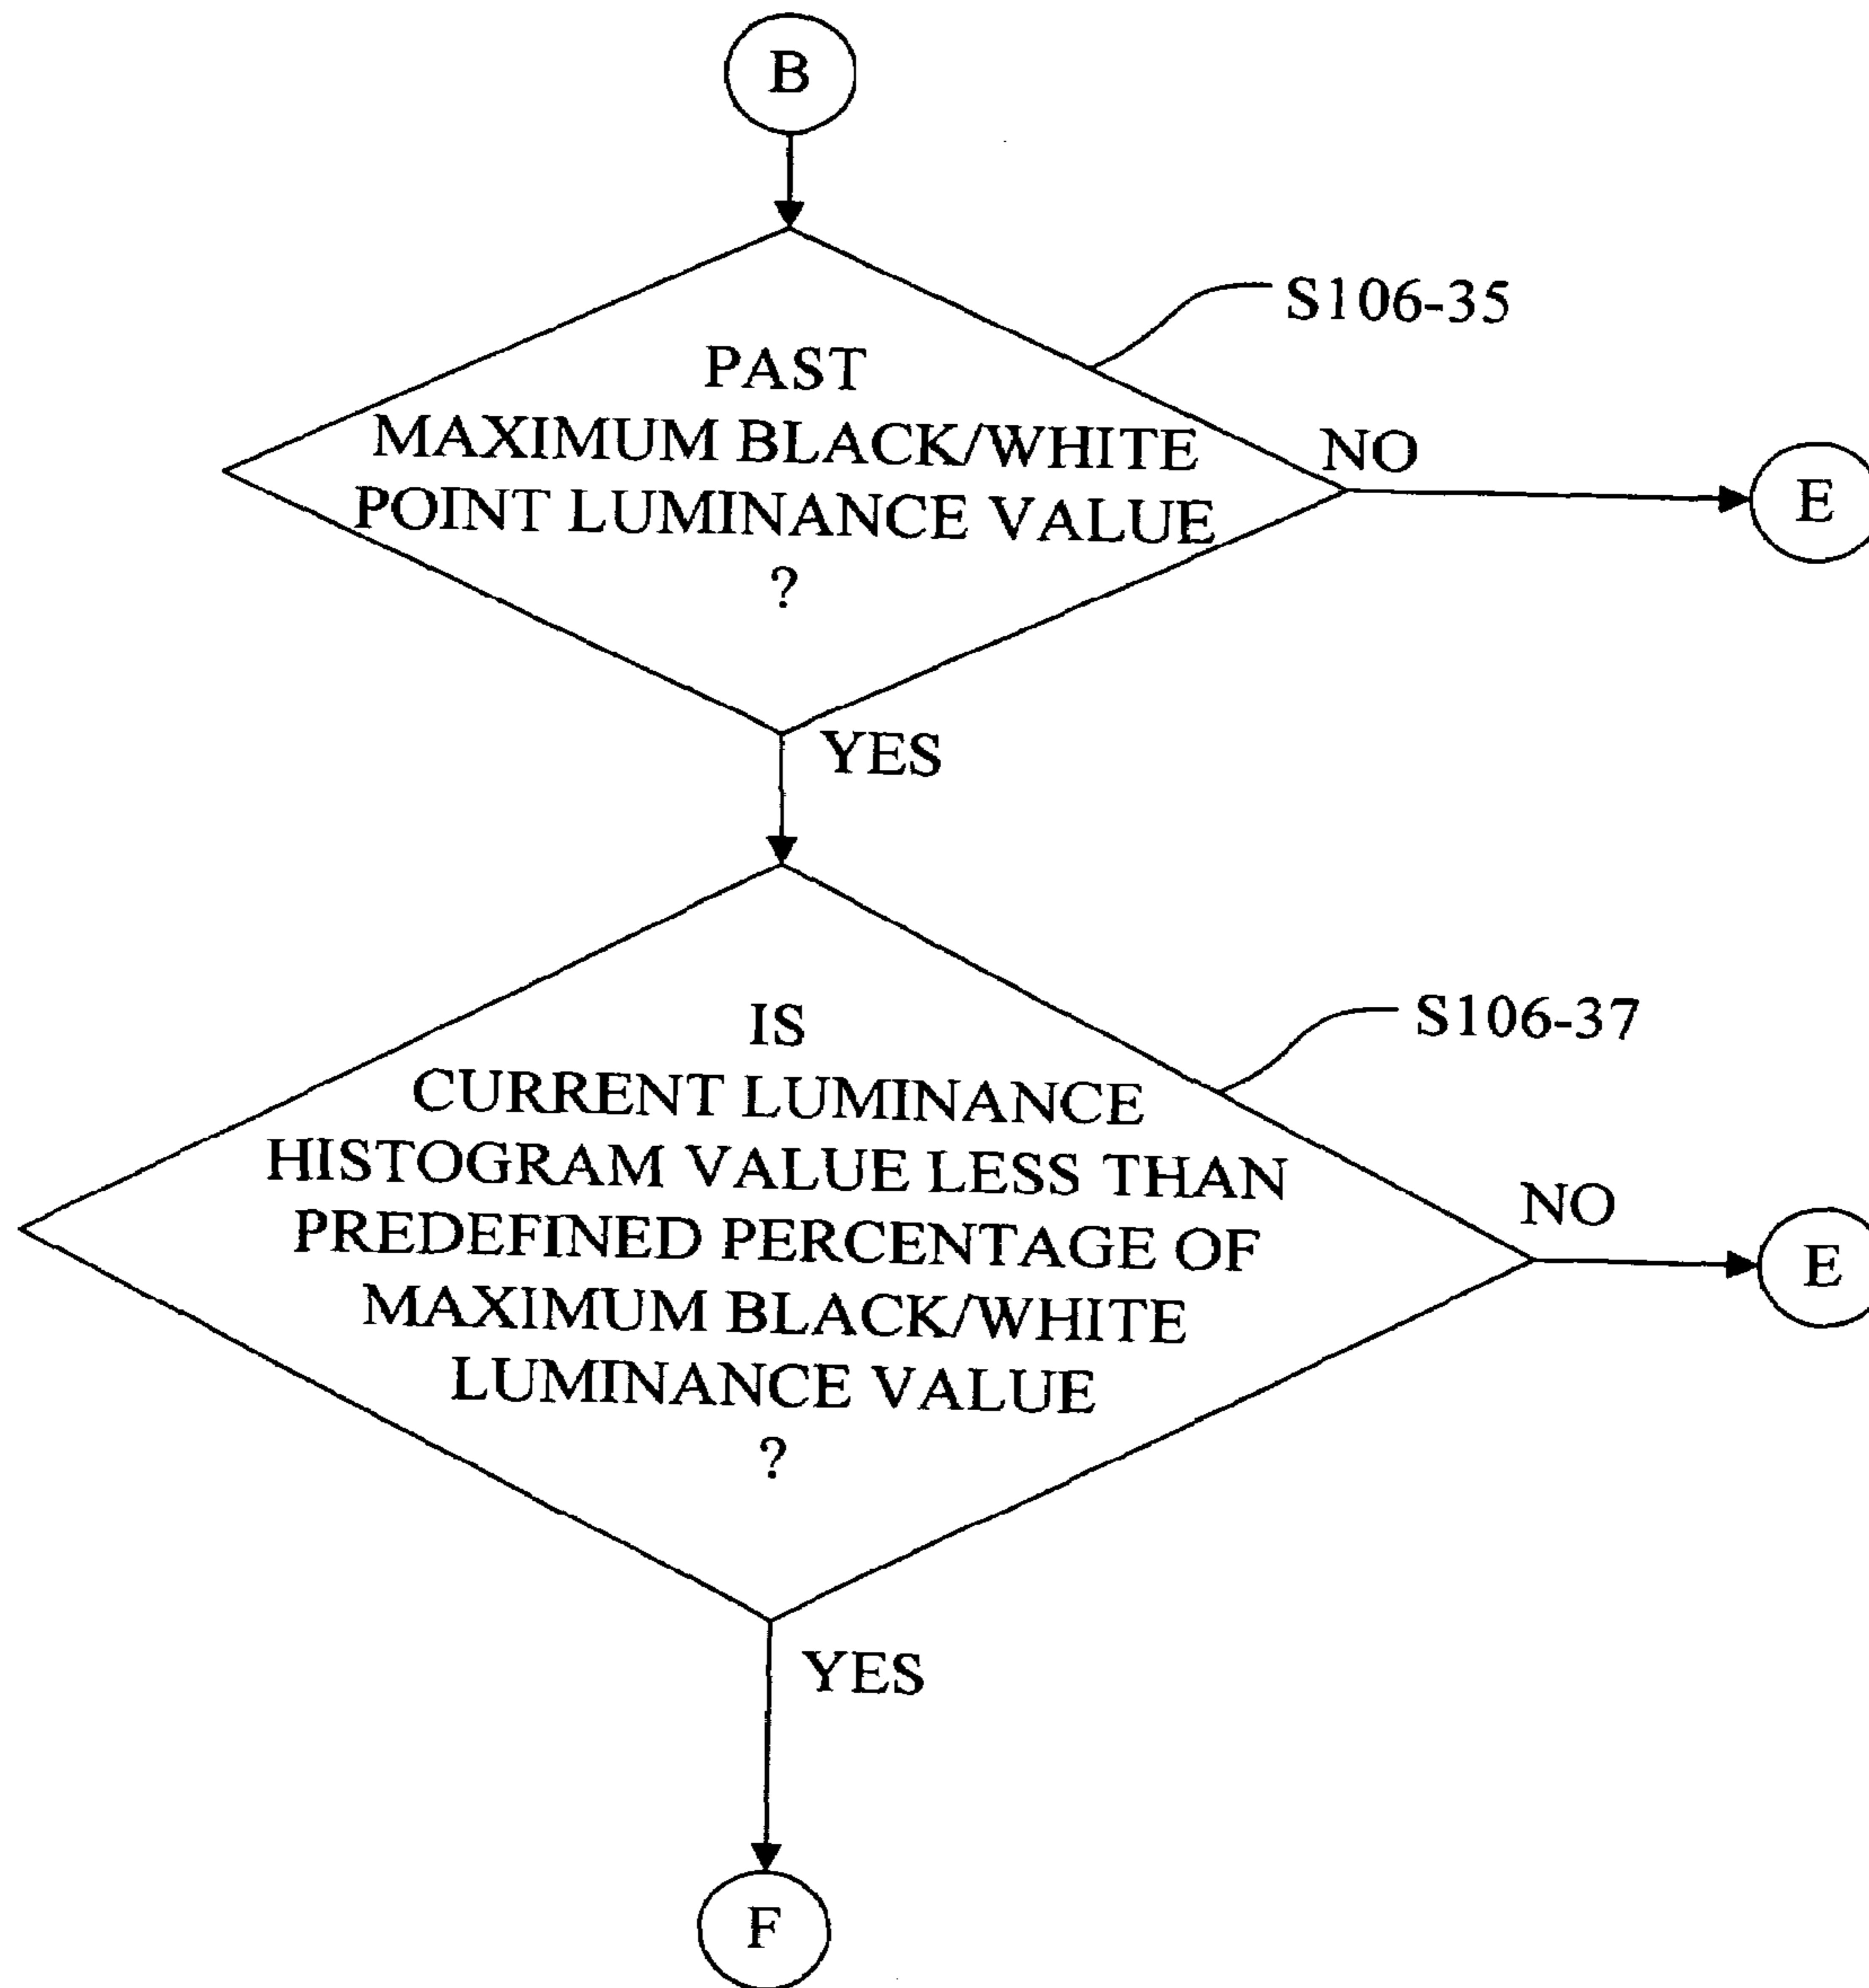 B
S106-35
PAST
MAXIMUM BLACK/WHITE
POINT LUMINANCE VALUE
?
NO
E
YES
S106-37
IS
CURRENT LUMINANCE
HISTOGRAM VALUE LESS THAN
PREDEFINED PERCENTAGE OF
MAXIMUM BLACK/WHITE
LUMINANCE VALUE
?
NO
E
YES
F